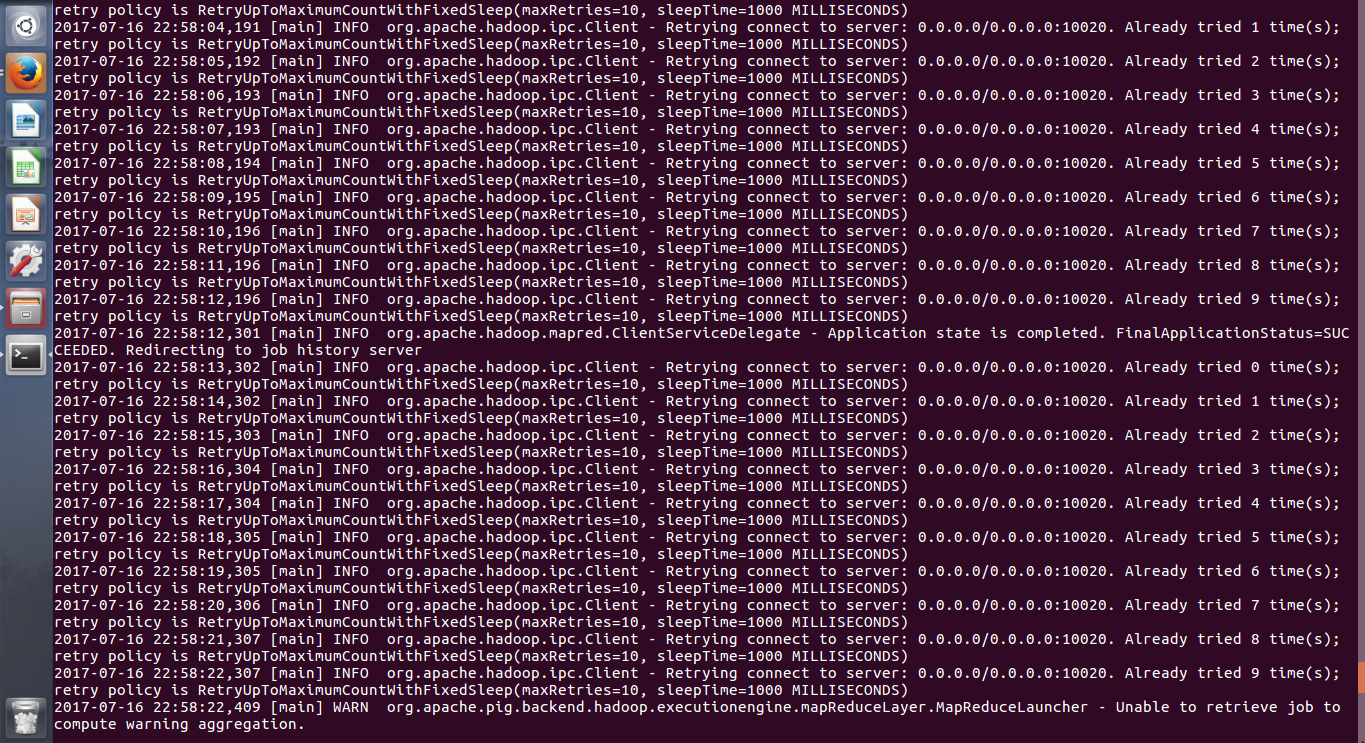 retry policy is RetryUpToMaximumCountWithFixedSleep(maxRetries=10, sleepTime=1000 MILLISECONDS)
2017-07-16 22:58:04,191 [main] INFO  org.apache.hadoop.ipc.Client - Retrying connect to server: 0.0.0.0/0.0.0.0:10020. Already tried 1 time(s);
retry policy is RetryUpToMaximumCountWithFixedSleep(maxRetries=10, sleepTime=1000 MILLISECONDS)
2017-07-16 22:58:05,192 [main] INFO  org.apache.hadoop.ipc.Client - Retrying connect to server: 0.0.0.0/0.0.0.0:10020. Already tried 2 time(s);
retry policy is RetryUpToMaximumCountWithFixedSleep(maxRetries=10, sleepTime=1000 MILLISECONDS)
2017-07-16 22:58:06,193 [main] INFO  org.apache.hadoop.ipc.Client - Retrying connect to server: 0.0.0.0/0.0.0.0:10020. Already tried 3 time(s);
retry policy is RetryUpToMaximumCountWithFixedSleep(maxRetries=10, sleepTime=1000 MILLISECONDS)
2017-07-16 22:58:07,193 [main] INFO  org.apache.hadoop.ipc.Client - Retrying connect to server: 0.0.0.0/0.0.0.0:10020. Already tried 4 time(s);
retry policy is RetryUpToMaximumCountWithFixedSleep(maxRetries=10, sleepTime=1000 MILLISECONDS)
2017-07-16 22:58:08,194 [main] INFO  org.apache.hadoop.ipc.Client - Retrying connect to server: 0.0.0.0/0.0.0.0:10020. Already tried 5 time(s);
retry policy is RetryUpToMaximumCountWithFixedSleep(maxRetries=10, sleepTime=1000 MILLISECONDS)
2017-07-16 22:58:09,195 [main] INFO  org.apache.hadoop.ipc.Client - Retrying connect to server: 0.0.0.0/0.0.0.0:10020. Already tried 6 time(s);
retry policy is RetryUpToMaximumCountWithFixedSleep(maxRetries=10, sleepTime=1000 MILLISECONDS)
2017-07-16 22:58:10,196 [main] INFO  org.apache.hadoop.ipc.Client - Retrying connect to server: 0.0.0.0/0.0.0.0:10020. Already tried 7 time(s);
retry policy is RetryUpToMaximumCountWithFixedSleep(maxRetries=10, sleepTime=1000 MILLISECONDS)
2017-07-16 22:58:11,196 [main] INFO  org.apache.hadoop.ipc.Client - Retrying connect to server: 0.0.0.0/0.0.0.0:10020. Already tried 8 time(s);
retry policy is RetryUpToMaximumCountWithFixedSleep(maxRetries=10, sleepTime=1000 MILLISECONDS)
2017-07-16 22:58:12,196 [main] INFO  org.apache.hadoop.ipc.Client - Retrying connect to server: 0.0.0.0/0.0.0.0:10020. Already tried 9 time(s);
retry policy is RetryUpToMaximumCountWithFixedSleep(maxRetries=10, sleepTime=1000 MILLISECONDS)
2017-07-16 22:58:12,301 [main] INFO  org.apache.hadoop.mapred.ClientServiceDelegate - Application state is completed. FinalApplicationStatus=SUC
CEEDED. Redirecting to job history server
2017-07-16 22:58:13,302 [main] INFO  org.apache.hadoop.ipc.Client - Retrying connect to server: 0.0.0.0/0.0.0.0:10020. Already tried 0 time(s);
retry policy is RetryUpToMaximumCountWithFixedSleep(maxRetries=10, sleepTime=1000 MILLISECONDS)
2017-07-16 22:58:14,302 [main] INFO  org.apache.hadoop.ipc.Client - Retrying connect to server: 0.0.0.0/0.0.0.0:10020. Already tried 1 time(s);
retry policy is RetryUpToMaximumCountWithFixedSleep(maxRetries=10, sleepTime=1000 MILLISECONDS)
2017-07-16 22:58:15,303 [main] INFO  org.apache.hadoop.ipc.Client - Retrying connect to server: 0.0.0.0/0.0.0.0:10020. Already tried 2 time(s);
retry policy is RetryUpToMaximumCountWithFixedSleep(maxRetries=10, sleepTime=1000 MILLISECONDS)
2017-07-16 22:58:16,304 [main] INFO  org.apache.hadoop.ipc.Client - Retrying connect to server: 0.0.0.0/0.0.0.0:10020. Already tried 3 time(s);
retry policy is RetryUpToMaximumCountWithFixedSleep(maxRetries=10, sleepTime=1000 MILLISECONDS)
2017-07-16 22:58:17,304 [main] INFO  org.apache.hadoop.ipc.Client - Retrying connect to server: 0.0.0.0/0.0.0.0:10020. Already tried 4 time(s);
retry policy is RetryUpToMaximumCountWithFixedSleep(maxRetries=10, sleepTime=1000 MILLISECONDS)
2017-07-16 22:58:18,305 [main] INFO  org.apache.hadoop.ipc.Client - Retrying connect to server: 0.0.0.0/0.0.0.0:10020. Already tried 5 time(s);
retry policy is RetryUpToMaximumCountWithFixedSleep(maxRetries=10, sleepTime=1000 MILLISECONDS)
2017-07-16 22:58:19,305 [main] INFO  org.apache.hadoop.ipc.Client - Retrying connect to server: 0.0.0.0/0.0.0.0:10020. Already tried 6 time(s);
retry policy is RetryUpToMaximumCountWithFixedSleep(maxRetries=10, sleepTime=1000 MILLISECONDS)
2017-07-16 22:58:20,306 [main] INFO  org.apache.hadoop.ipc.Client - Retrying connect to server: 0.0.0.0/0.0.0.0:10020. Already tried 7 time(s);
retry policy is RetryUpToMaximumCountWithFixedSleep(maxRetries=10, sleepTime=1000 MILLISECONDS)
2017-07-16 22:58:21,307 [main] INFO  org.apache.hadoop.ipc.Client - Retrying connect to server: 0.0.0.0/0.0.0.0:10020. Already tried 8 time(s);
retry policy is RetryUpToMaximumCountWithFixedSleep(maxRetries=10, sleepTime=1000 MILLISECONDS)
2017-07-16 22:58:22,307 [main] INFO  org.apache.hadoop.ipc.Client - Retrying connect to server: 0.0.0.0/0.0.0.0:10020. Already tried 9 time(s);
retry policy is RetryUpToMaximumCountWithFixedSleep(maxRetries=10, sleepTime=1000 MILLISECONDS)
2017-07-16 22:58:22,409 [main] WARN  org.apache.pig.backend.hadoop.executionengine.mapReduceLayer.MapReduceLauncher - Unable to retrieve job to
compute warning aggregation.